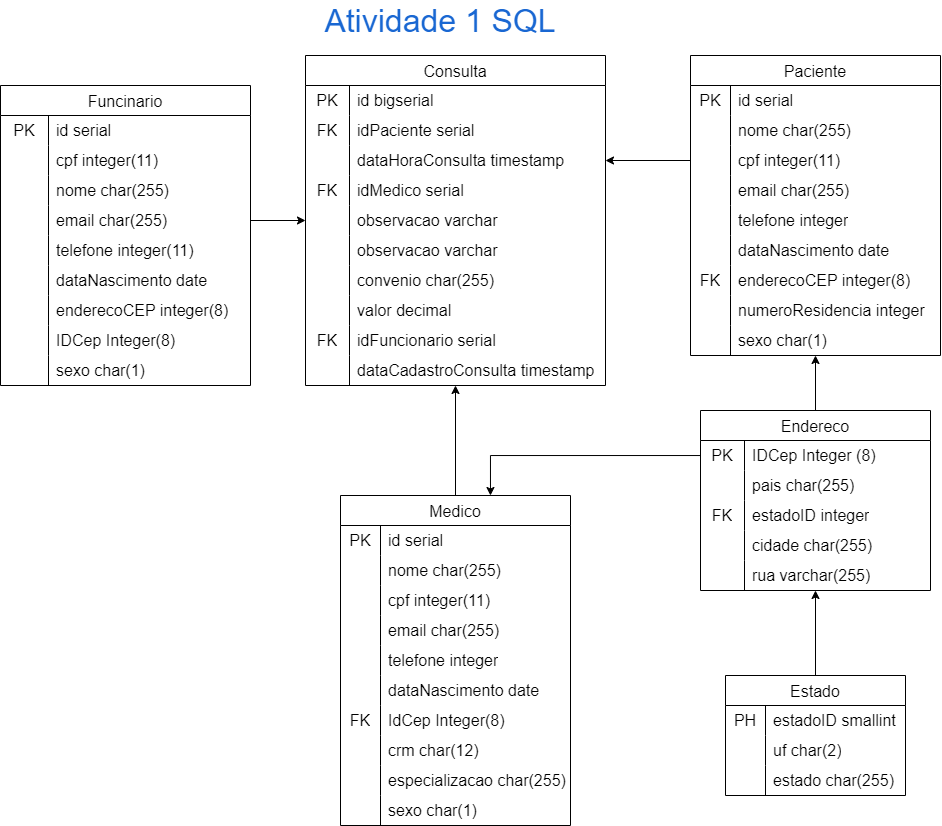 Atividade 1 SQL
Funcinario
PK id serial
cpf integer(11)
nome char(255)
email char(255)
telefone integer(11)
dataNascimento date
enderecoCEP integer(8)
IDCep Integer(8)
sexo char(1)
Consulta
PK id bigserial
FK idPaciente serial
dataHoraConsulta timestamp
FK idMedico serial
observacao varchar
observacao varchar
convenio char(255)
valor decimal
FK idFuncionario serial
dataCadastroConsulta timestamp
Paciente
PK id serial
nome char(255)
cpf integer(11)
email char(255)
telefone integer
dataNascimento date
FK enderecoCEP integer(8)
numeroResidencia integer
sexo char(1)
Medico
PK id serial
nome char(255)
cpf integer(11)
email char(255)
telefone integer
dataNascimento date
FK IdCep Integer(8)
crm char(12)
especializacao char(255)
sexo char(1)
Endereco
PK IDCep Integer (8)
pais char(255)
FK estadoID integer
cidade char(255)
rua varchar(255)
Estado
PH estadoID smallint
uf char(2)
estado char(255)